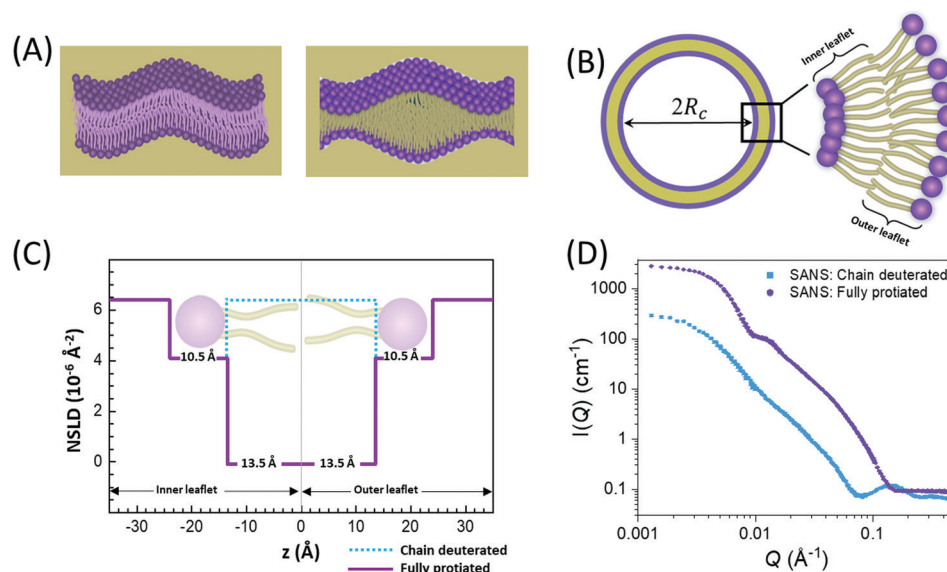 (A)
(B)
Inner leaflet
2R_c
Outer leaflet
(C)
NSLD (10⁻⁶ Å⁻²)
6
4
2
0
10.5 Å
10.5 Å
13.5 Å
13.5 Å
Inner leaflet
Outer leaflet
-30
-20
-10
0
10
20
30
z (Å)
Chain deuterated
Fully protiated
(D)
SANS: Chain deuterated
SANS: Fully protiated
I(Q) (cm⁻¹)
1000
100
10
1
0.1
0.001
0.01
0.1
Q (Å⁻¹)